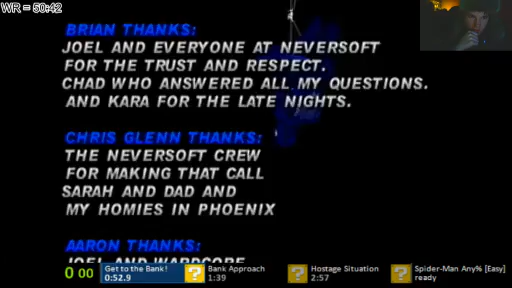 WR = 50:42
BRIAN THANKS:
JOEL AND EVERYONE AT NEVERSOFT
FOR THE TRUST AND RESPECT.
CHAD WHO ANSWERED ALL MY QUESTIONS.
AND KARA FOR THE LATE NIGHTS.
CHRIS GLENN THANKS:
THE NEVERSOFT CREW
FOR MAKING THAT CALL
SARAH AND DAD AND
MY HOMIES IN PHOENIX
AARON THANKS:
JOEL AND WARDCORE
0 00
Get to the Bank!
0:52.9
Bank Approach
1:39
Hostage Situation
2:57
Spider-Man Any% [Easy]
ready